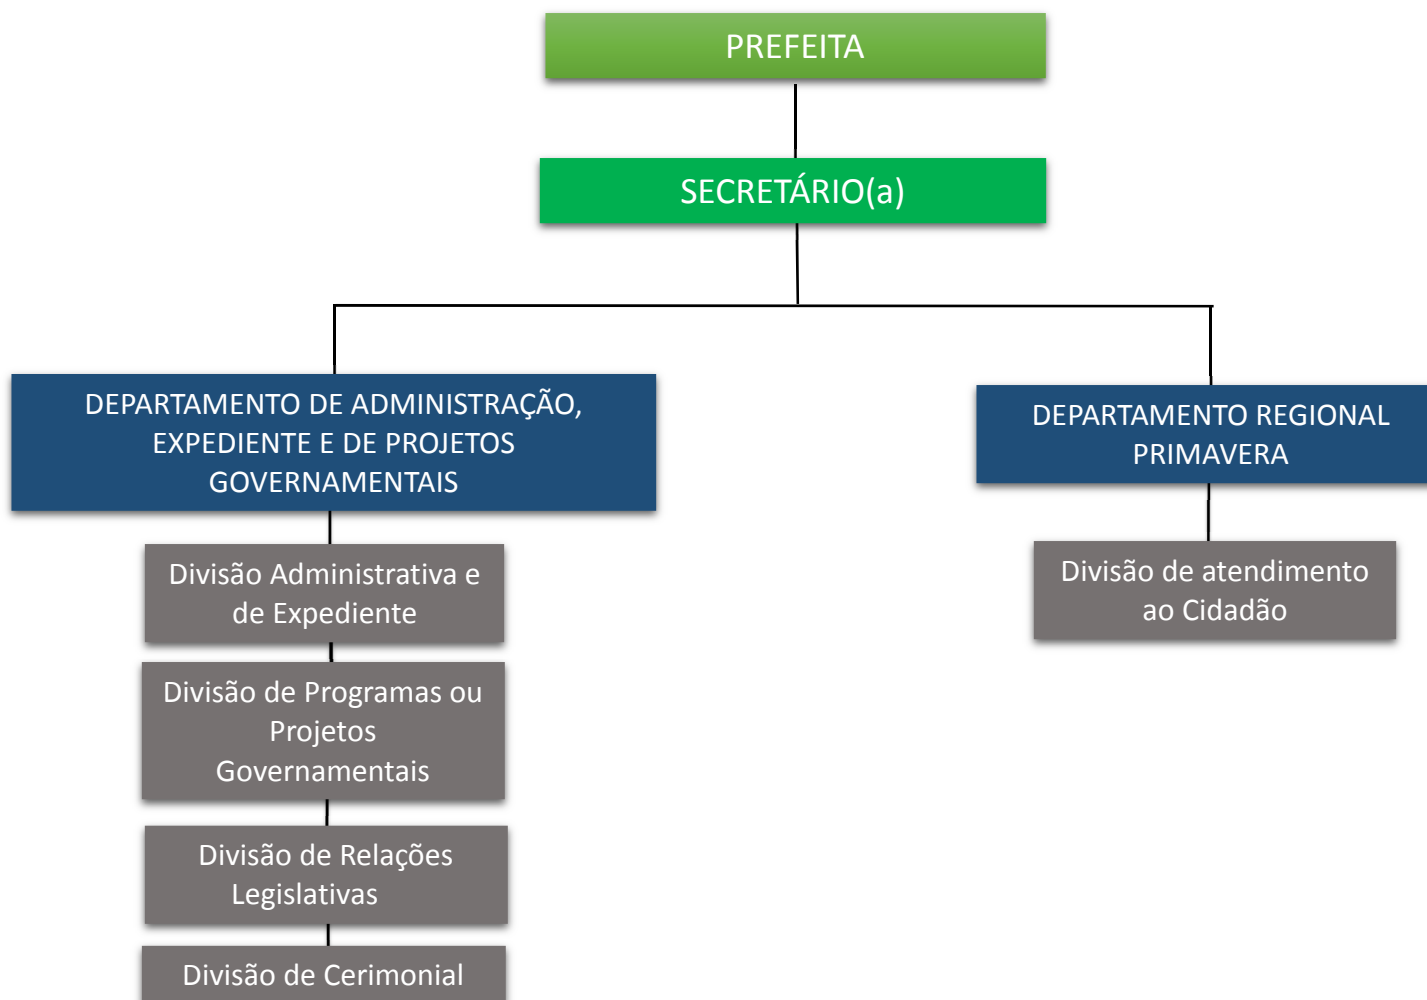 PREFEITA
SECRETÁRIO(a)
DEPARTAMENTO DE ADMINISTRAÇÃO,
EXPEDIENTE E DE PROJETOS
GOVERNAMENTAIS
DEPARTAMENTO REGIONAL
PRIMAVERA
Divisão Administrativa e
de Expediente
Divisão de atendimento
ao Cidadão
Divisão de Programas ou
Projetos
Governamentais
Divisão de Relações
Legislativas
Divisão de Cerimonial